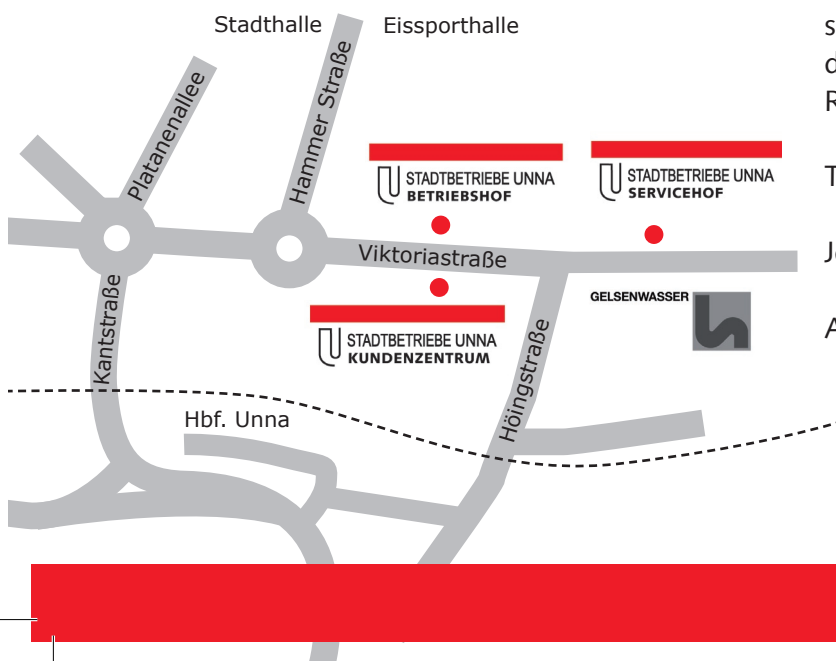 Stadthalle
Eissporthalle
Platanenallee
Hammer Straße
STADTBETRIEBE UNNA
BETRIEBSHOF
STADTBETRIEBE UNNA
SERVICEHOF
Viktoriastraße
GELSENWASSER
STADTBETRIEBE UNNA
KUNDENZENTRUM
Kantstraße
Höingstraße
Hbf. Unna